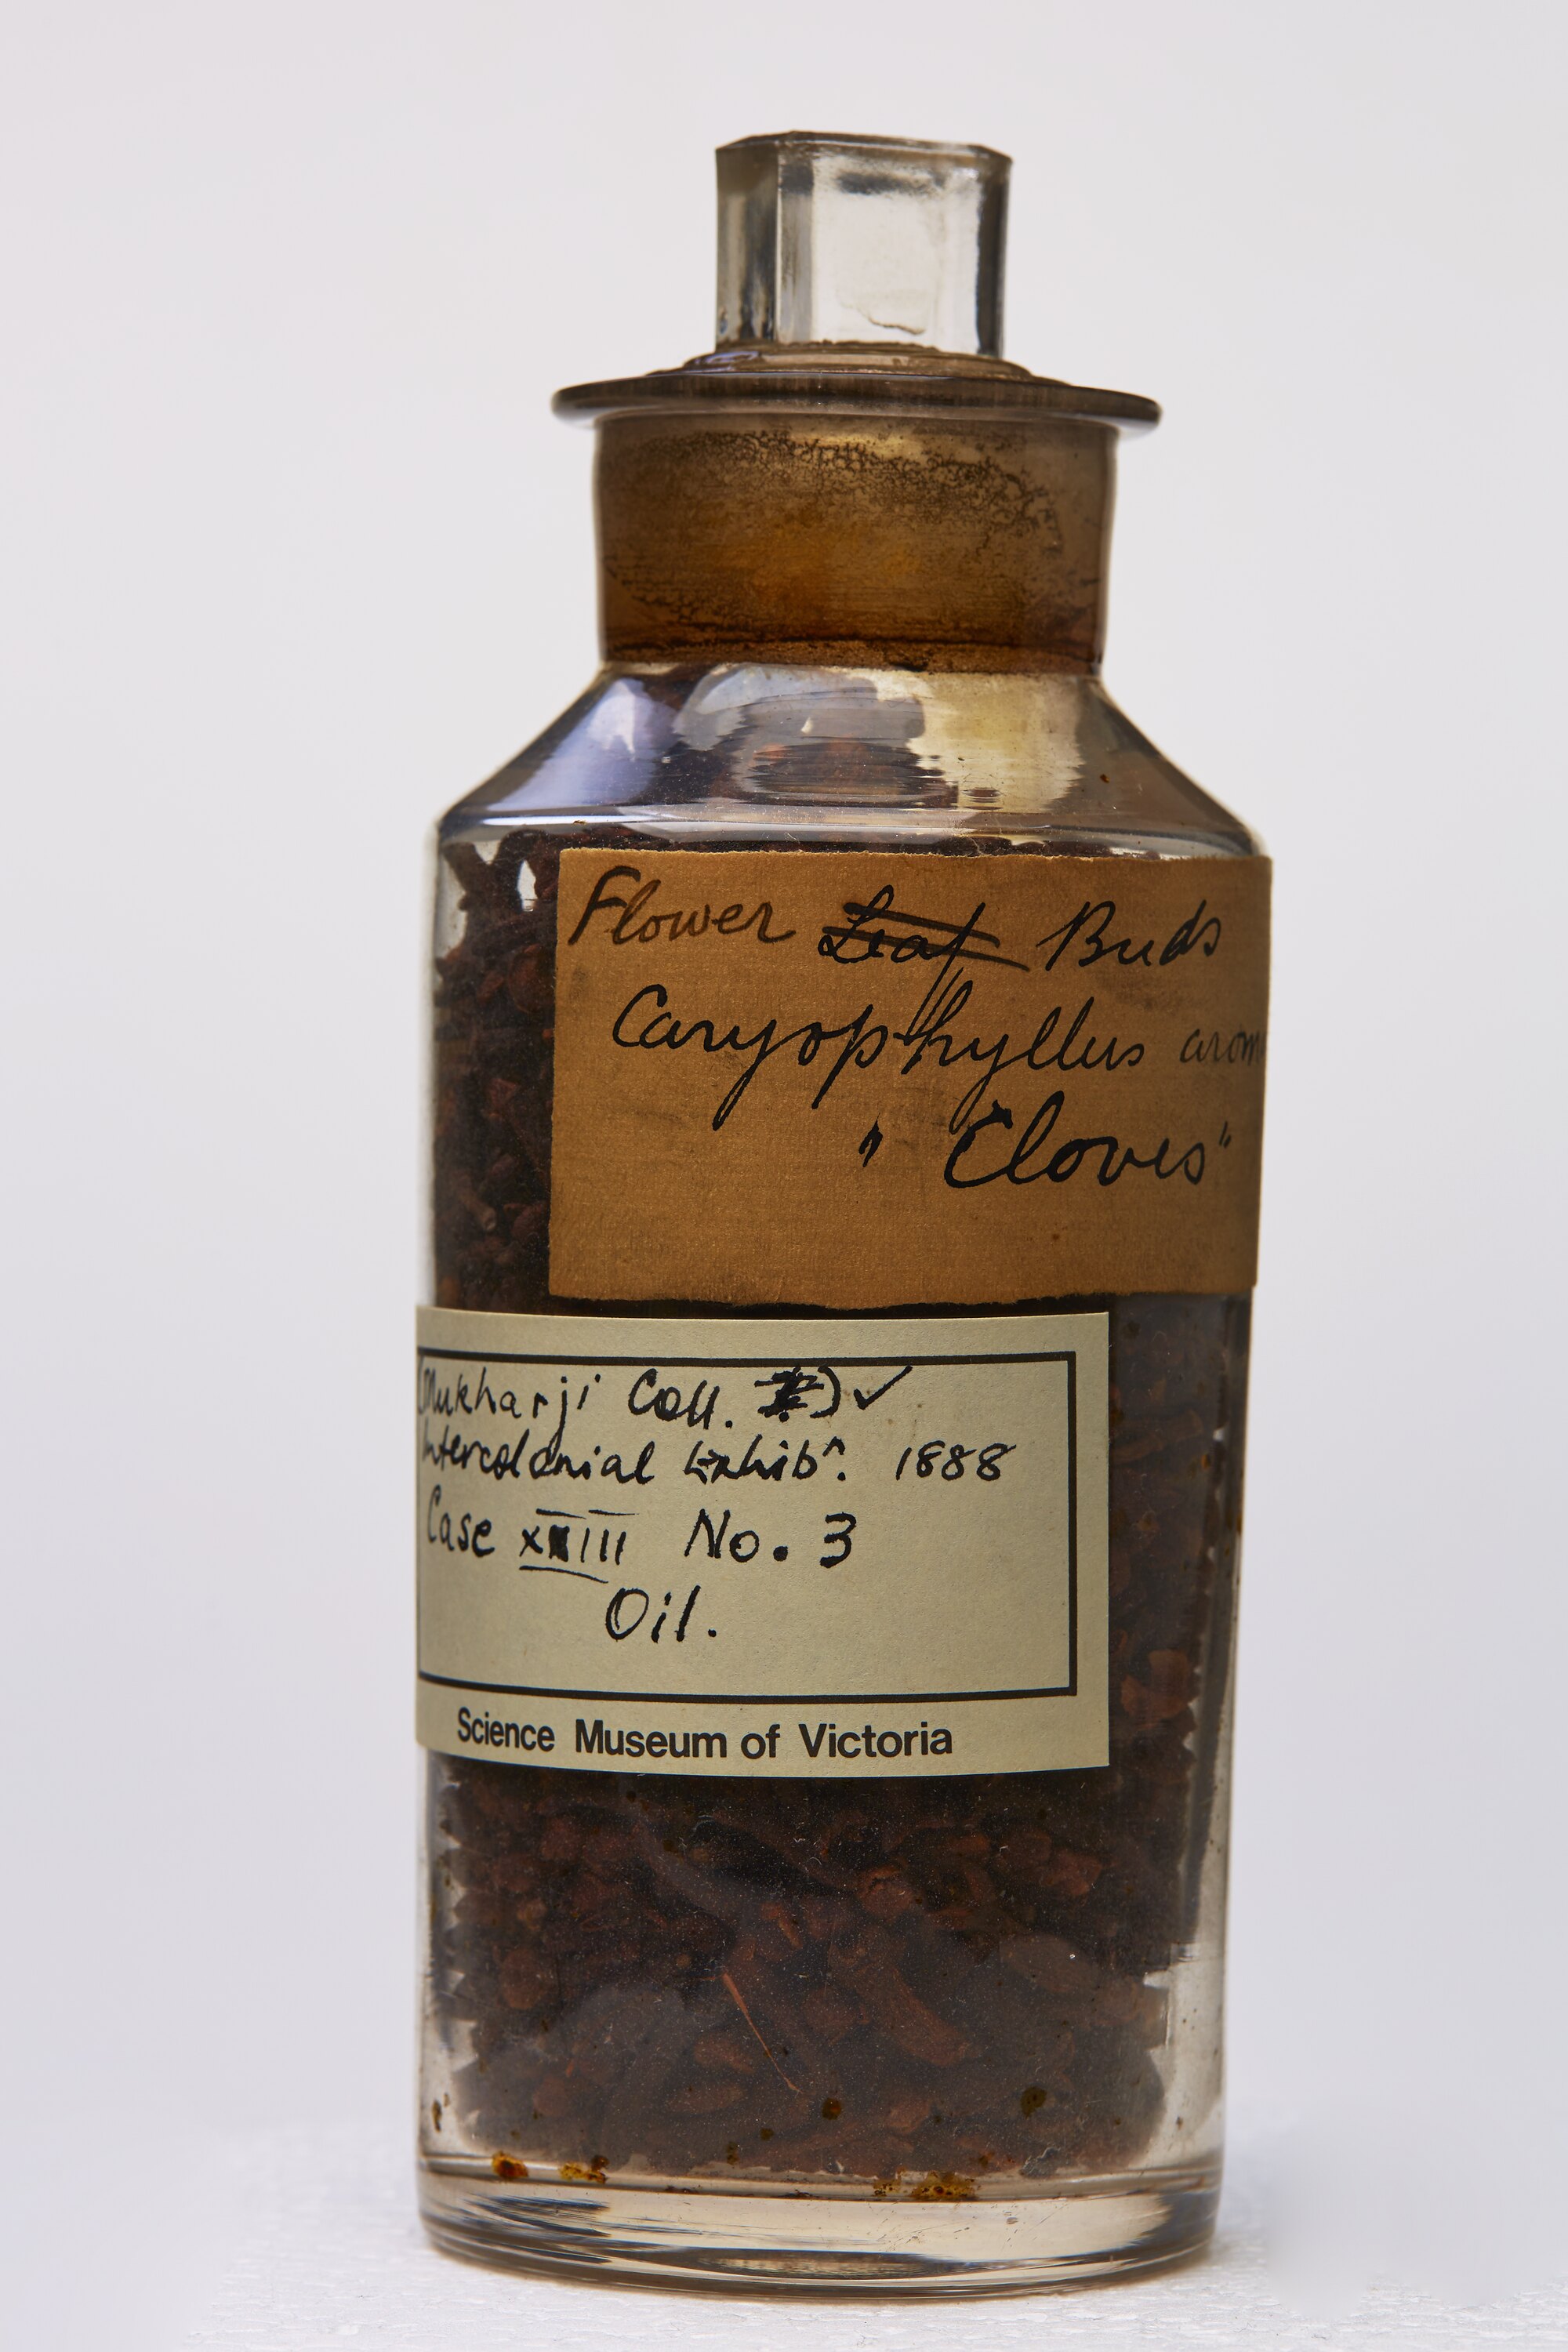 Flower Leaf Buds
Caryophyllus arom
" Cloves"
(Mukharji Coll. ) ✓
Intercolonial Exhibn. 1888
Case No. 3
Oil.
Science Museum of Victoria